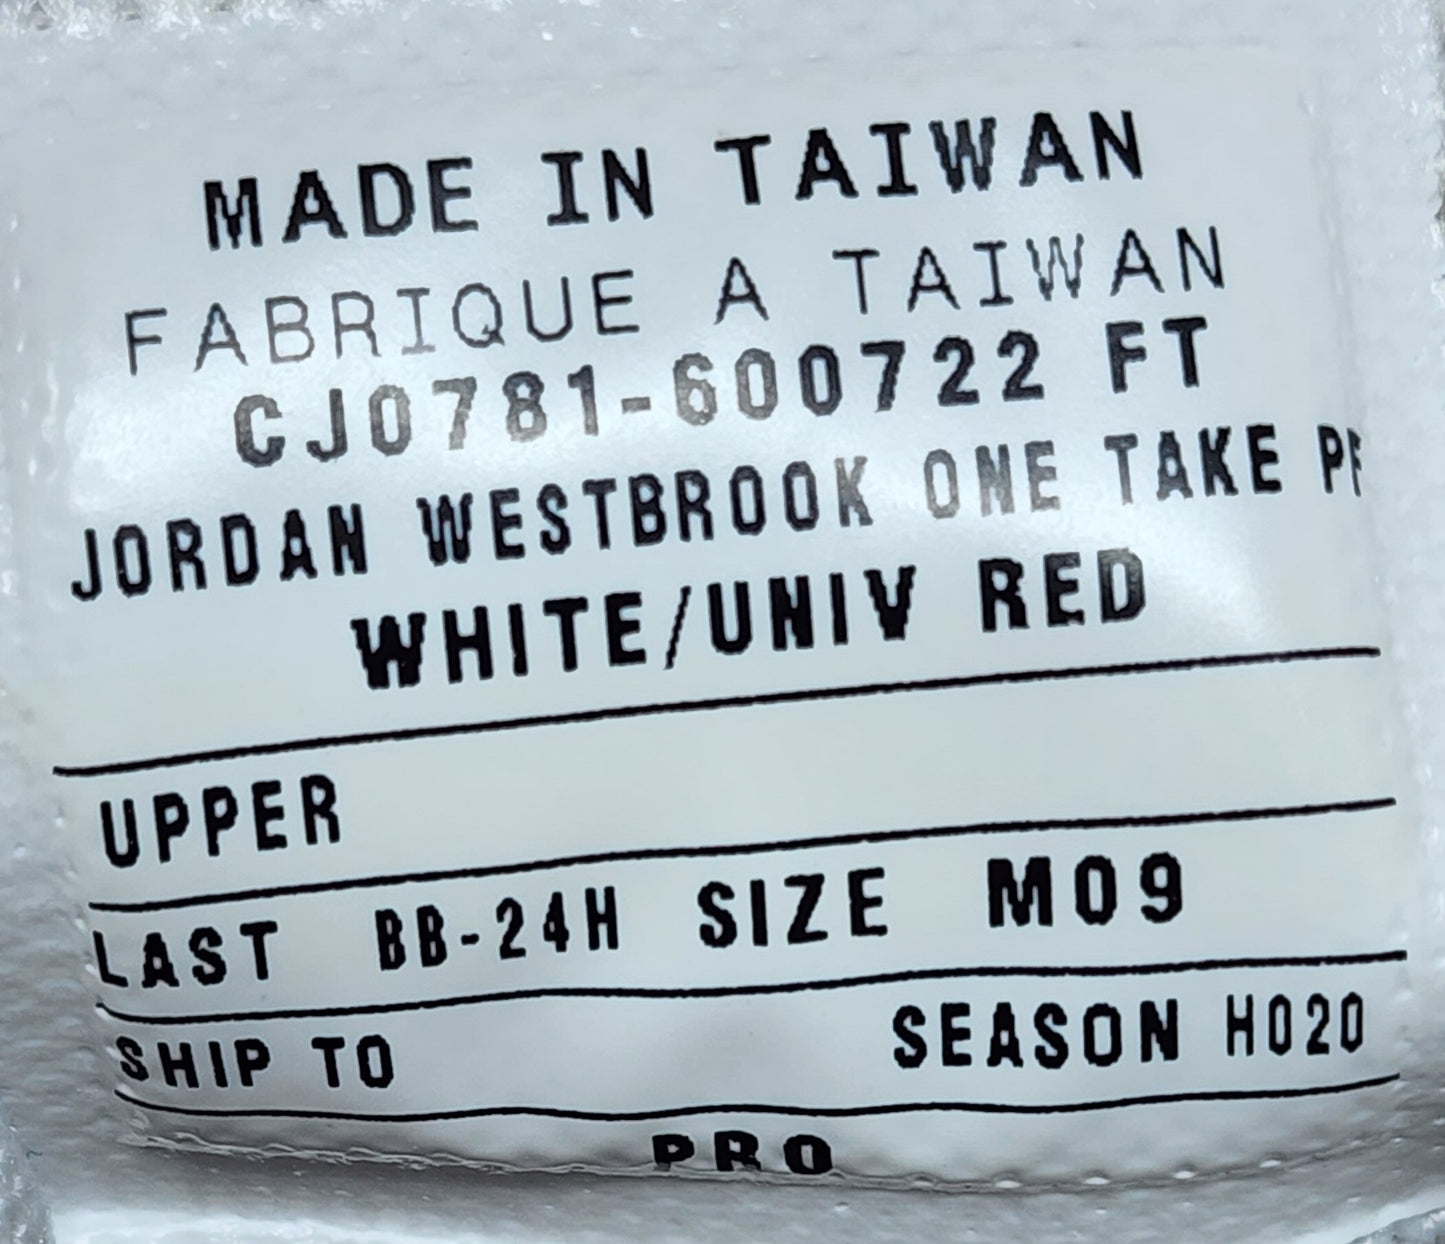 MADE IN TAIWAN
FABRIQUE A TAIWAN
CJ0781-600722 FT
JORDAN WESTBROOK ONE TAKE
WHITE/UNIV RED
UPPER
LAST BB-24H SIZE M09
SHIP TO SEASON HO20
PRO